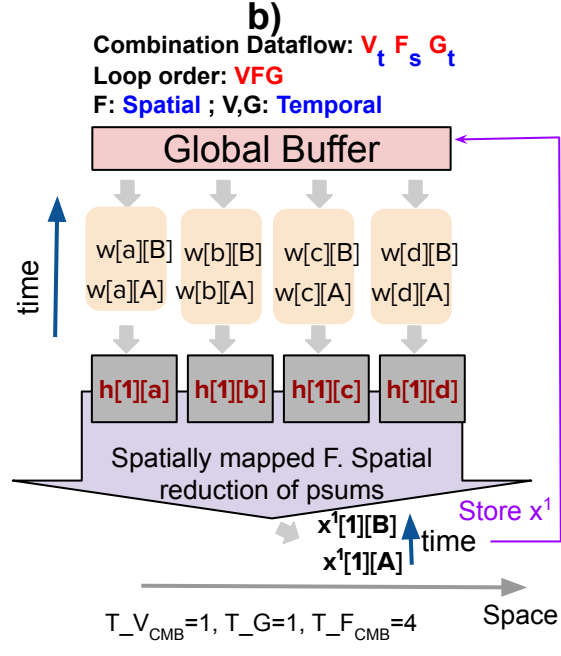 b)
Combination Dataflow: Vt Fs Gt
Loop order: VFG
F: Spatial ; V,G: Temporal
Global Buffer
time
w[a][B] w[b][B] w[c][B] w[d][B]
w[a][A] w[b][A] w[c][A] w[d][A]
h[1][a] h[1][b] h[1][c] h[1][d]
Spatially mapped F. Spatial
reduction of psums
Store x¹
x¹[1][B]
x¹[1][A]
time
Space
T_VCMB=1, T_G=1, T_FCMB=4